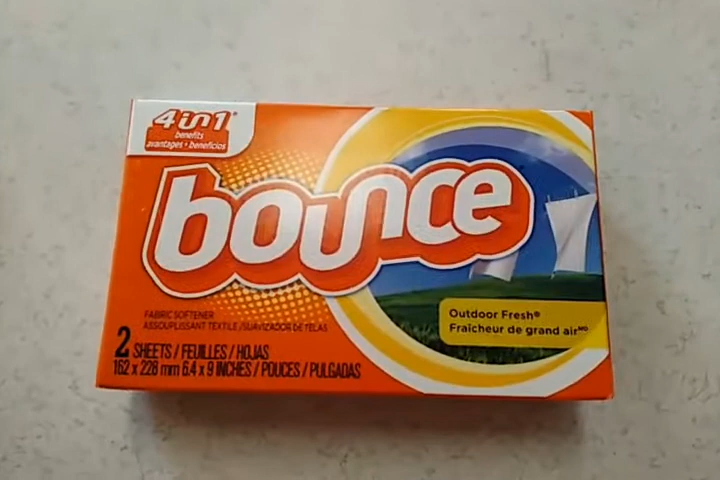 4in1*
benefits
avantages • beneficios
bounce
FABRIC SOFTENER
ASSOUPLISSANT TEXTILE / SUAVIZADOR DE TELAS
2 SHEETS / FEUILLES / HOJAS
162 x 228 mm 6.4 x 9 INCHES / POUCES / PULGADAS
Outdoor Fresh®
Fraîcheur de grand airᴹᴰ